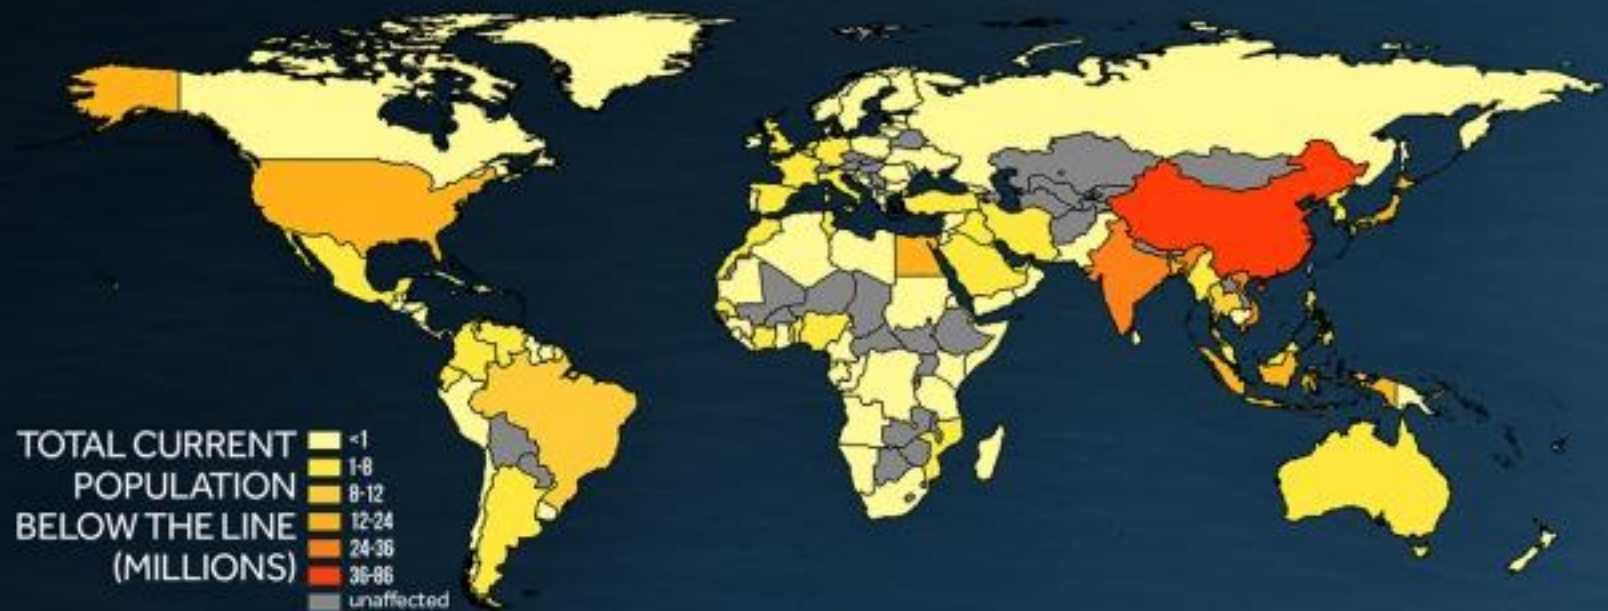 TOTAL CURRENT
POPULATION
BELOW THE LINE
(MILLIONS)
<1
1-8
8-12
12-24
24-36
36-86
unaffected